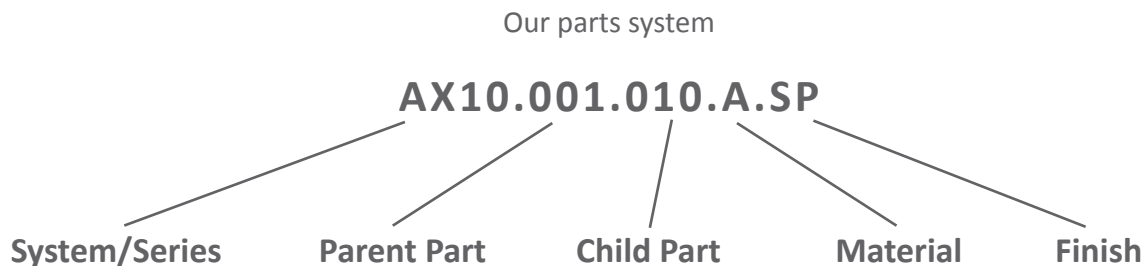 Our parts system
AX10.001.010.A.SP
System/Series Parent Part Child Part Material Finish